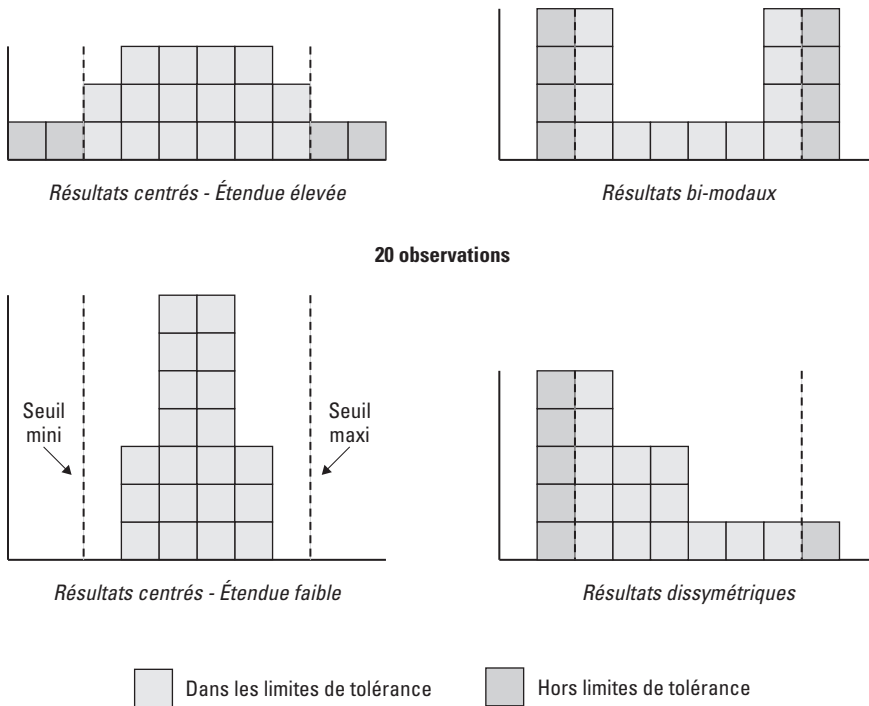 Résultats centrés - Étendue élevée
Résultats bi-modaux
20 observations
Seuil
mini
Seuil
maxi
Résultats centrés - Étendue faible
Résultats dissymétriques
Dans les limites de tolérance
Hors limites de tolérance